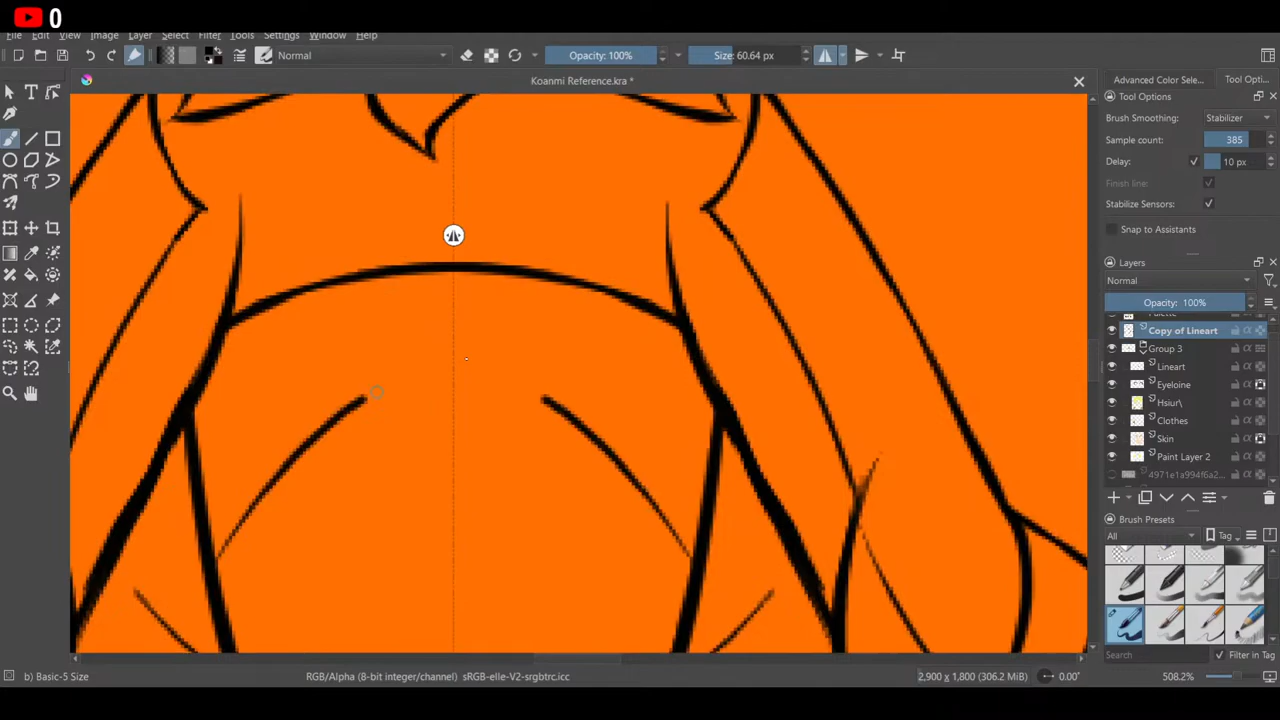 0
File Edit View Image Layer Select Filter Tools Settings Window Help
Normal Opacity: 100% Size: 60.64 px
Koanmi Reference.kra *
Advanced Color Sele... Tool Opti...
Tool Options
Brush Smoothing: Stabilizer
Sample count: 385
Delay: 10 px
Finish line:
Stabilize Sensors:
Snap to Assistants
Layers
Normal
Opacity: 100%
Palette
Copy of Lineart
Group 3
Lineart
Eyeloine
Hsiur\
Clothes
Skin
Paint Layer 2
4971e1a994f6a2...
Brush Presets
All Tag
Search Filter in Tag
b) Basic-5 Size RGB/Alpha (8-bit integer/channel) sRGB-elle-V2-srgbtrc.icc 2,900 x 1,800 (306.2 MiB) 0.00° 508.2%